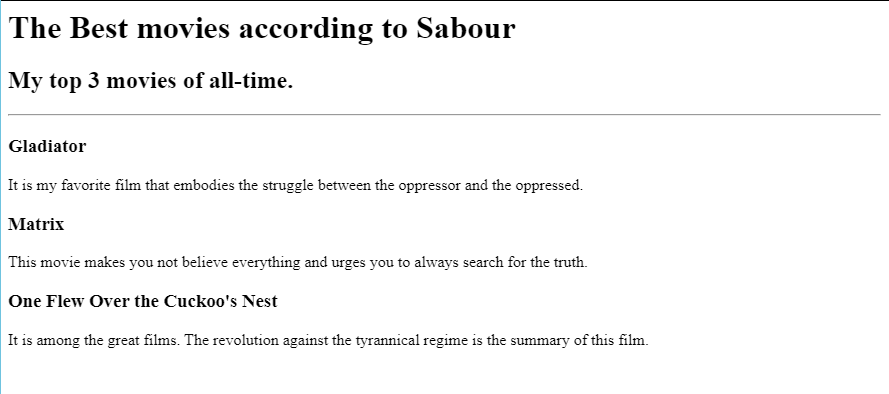 The Best movies according to Sabour
My top 3 movies of all-time.
Gladiator
It is my favorite film that embodies the struggle between the oppressor and the oppressed.
Matrix
This movie makes you not believe everything and urges you to always search for the truth.
One Flew Over the Cuckoo's Nest
It is among the great films. The revolution against the tyrannical regime is the summary of this film.